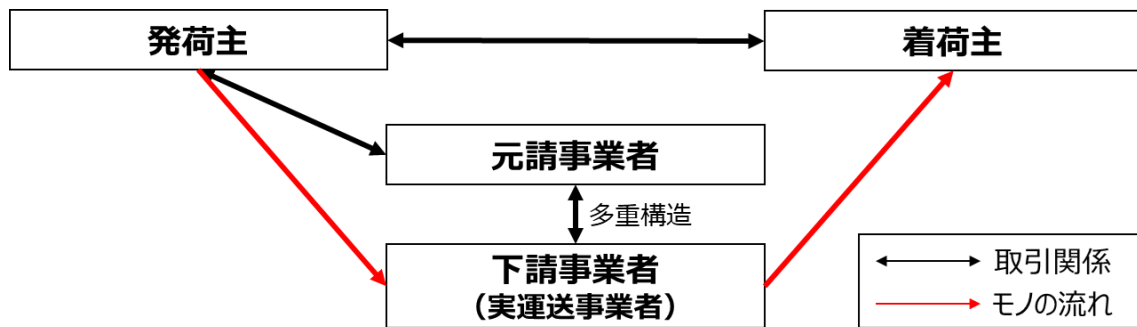 発荷主
着荷主
元請事業者
多重構造
下請事業者
（実運送事業者）
取引関係
モノの流れ